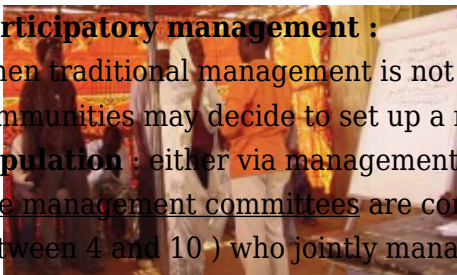 rticipatory management :
hen traditional management is not
mmunities may decide to set up a
pulation : either via management
e management committees are co
tween 4 and 10 ) who jointly mana